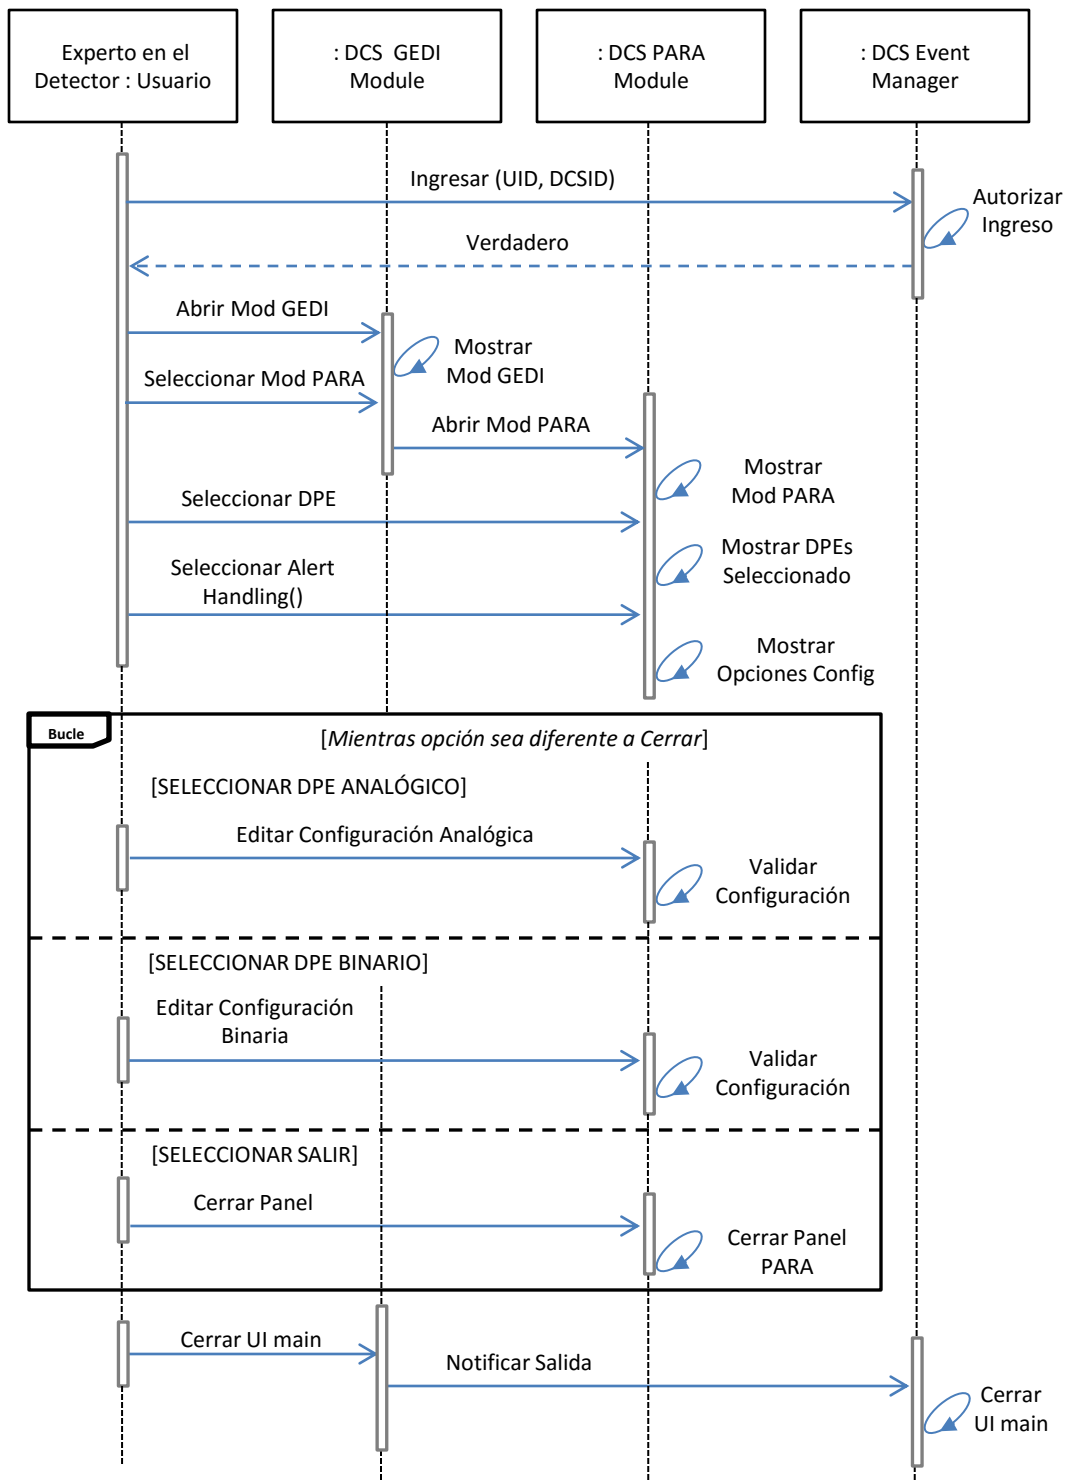 Experto en el
Detector : Usuario
: DCS  GEDI
Module
: DCS PARA
Module
: DCS Event
Manager
Ingresar (UID, DCSID)
Autorizar
Ingreso
Verdadero
Abrir Mod GEDI
Mostrar
Mod GEDI
Seleccionar Mod PARA
Abrir Mod PARA
Mostrar
Mod PARA
Seleccionar DPE
Mostrar DPEs
Seleccionado
Seleccionar Alert
Handling()
Mostrar
Opciones Config
Bucle
[Mientras opción sea diferente a Cerrar]
[SELECCIONAR DPE ANALÓGICO]
Editar Configuración Analógica
Validar
Configuración
[SELECCIONAR DPE BINARIO]
Editar Configuración
Binaria
Validar
Configuración
[SELECCIONAR SALIR]
Cerrar Panel
Cerrar Panel
PARA
Cerrar UI main
Notificar Salida
Cerrar
UI main